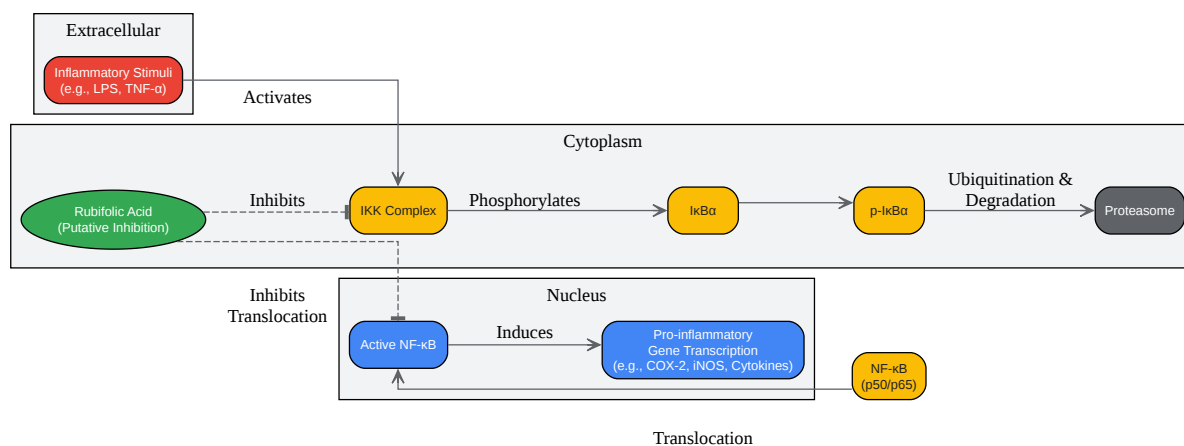 Extracellular
Inflammatory Stimuli
(e.g., LPS, TNF-α)
Activates
Cytoplasm
Rubifolic Acid
(Putative Inhibition)
Inhibits
IKK Complex
Phosphorylates
IκBα
p-IκBα
Ubiquitination &
Degradation
Proteasome
Inhibits
Translocation
Nucleus
Active NF-κB
Induces
Pro-inflammatory
Gene Transcription
(e.g., COX-2, iNOS, Cytokines)
NF-κB
(p50/p65)
Translocation